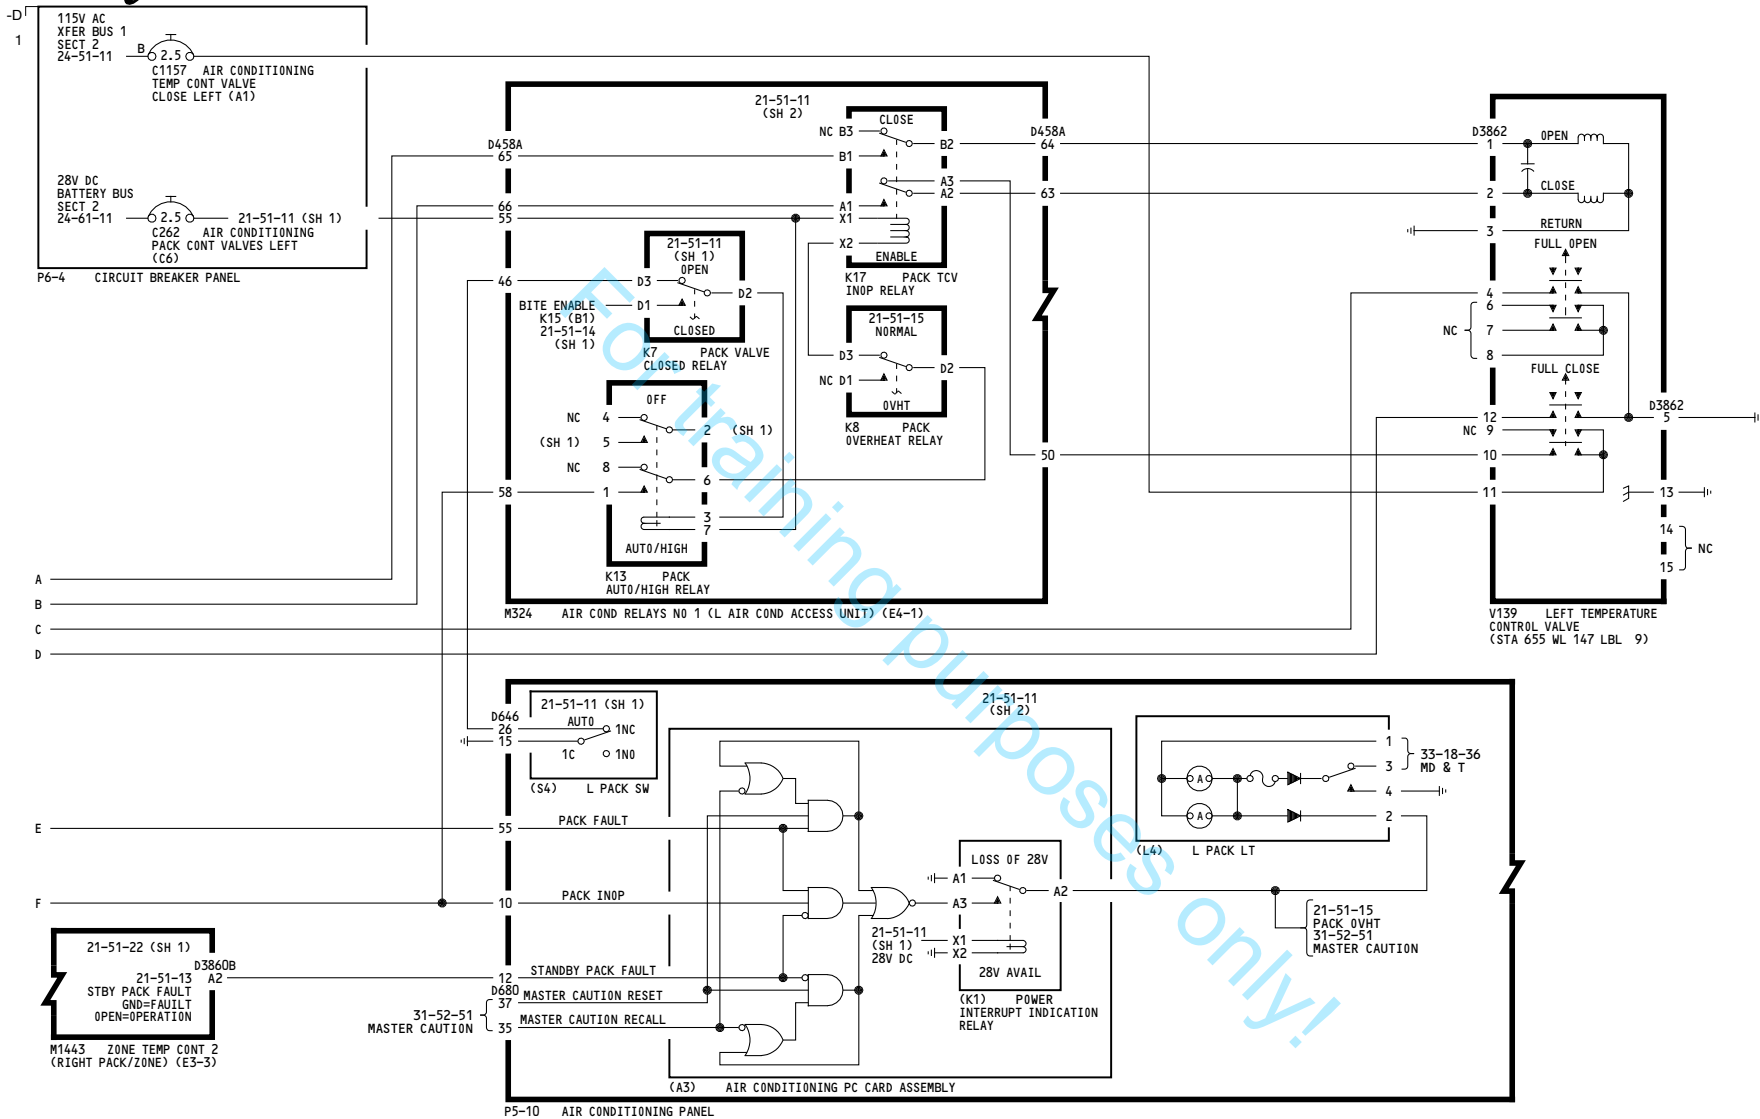 -D
1
115V AC
XFER BUS 1
SECT 2
24-51-11
B
2.5
C1157 AIR CONDITIONING
TEMP CONT VALVE
CLOSE LEFT (A1)
28V DC
BATTERY BUS
SECT 2
24-61-11
2.5
21-51-11 (SH 1)
C262 AIR CONDITIONING
PACK CONT VALVES LEFT
(C6)
P6-4 CIRCUIT BREAKER PANEL
21-51-11
(SH 2)
D458A
65
66
55
46
58
CLOSE
NC B3
B2
B1
A3
A2
A1
X1
X2
ENABLE
K17 PACK TCV
INOP RELAY
D458A
64
63
50
21-51-11
(SH 1)
OPEN
D3
D2
D1
CLOSED
BITE ENABLE
K15 (B1)
21-51-14
(SH 1)
K7 PACK VALVE
CLOSED RELAY
21-51-15
NORMAL
D3
D2
NC D1
OVHT
K8 PACK
OVERHEAT RELAY
OFF
NC 4
2 (SH 1)
(SH 1) 5
NC 8
6
1
3
7
AUTO/HIGH
K13 PACK
AUTO/HIGH RELAY
M324 AIR COND RELAYS NO 1 (L AIR COND ACCESS UNIT) (E4-1)
D3862
1
OPEN
2
CLOSE
3
RETURN
FULL OPEN
4
6
NC
7
8
FULL CLOSE
12
D3862
5
NC 9
10
11
13
14
NC
15
V139 LEFT TEMPERATURE
CONTROL VALVE
(STA 655 WL 147 LBL 9)
A
B
C
D
E
F
21-51-11 (SH 1)
D646
26
15
AUTO
1NC
1C
1NO
(S4) L PACK SW
21-51-11
(SH 2)
55
PACK FAULT
10
PACK INOP
12
STANDBY PACK FAULT
D680
37
MASTER CAUTION RESET
31-52-51
MASTER CAUTION
35
MASTER CAUTION RECALL
21-51-22 (SH 1)
D3860B
21-51-13 A2
STBY PACK FAULT
GND=FAUILT
OPEN=OPERATION
M1443 ZONE TEMP CONT 2
(RIGHT PACK/ZONE) (E3-3)
LOSS OF 28V
A1
A2
A3
21-51-11
(SH 1)
28V DC
X1
X2
28V AVAIL
(K1) POWER
INTERRUPT INDICATION
RELAY
(A3) AIR CONDITIONING PC CARD ASSEMBLY
A
A
1
3
33-18-36
MD & T
4
2
(L4) L PACK LT
21-51-15
PACK OVHT
31-52-51
MASTER CAUTION
P5-10 AIR CONDITIONING PANEL
For training purposes only!